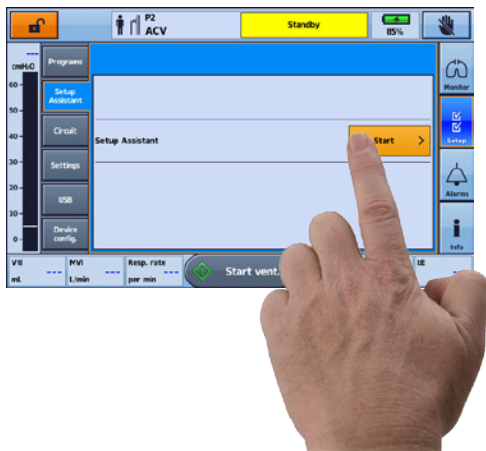 P2
ACV
Standby
85%
cmH2O
---
60
50
40
30
20
10
0
Programs
Setup
Assistant
Circuit
Settings
USB
Device
config.
Setup Assistant
Start
Monitor
Setup
Alarms
Info
Vti
mL
---
MVi
L/min
---
Resp. rate
per min
---
Start vent.
tE
---